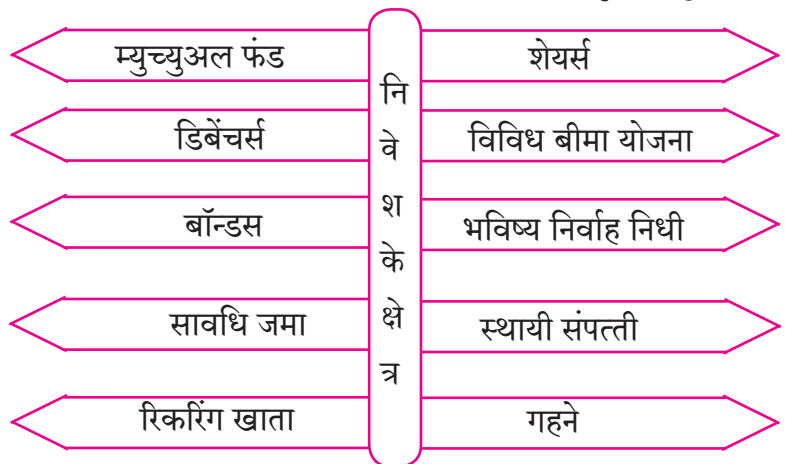 म्युच्युअल फंड
शेयर्स
डिबेंचर्स
विविध बीमा योजना
बॉन्डस
भविष्य निर्वाह निधी
सावधि जमा
स्थायी संपत्ती
रिकरिंग खाता
गहने
नि
वे
श
के
क्षे
त्र